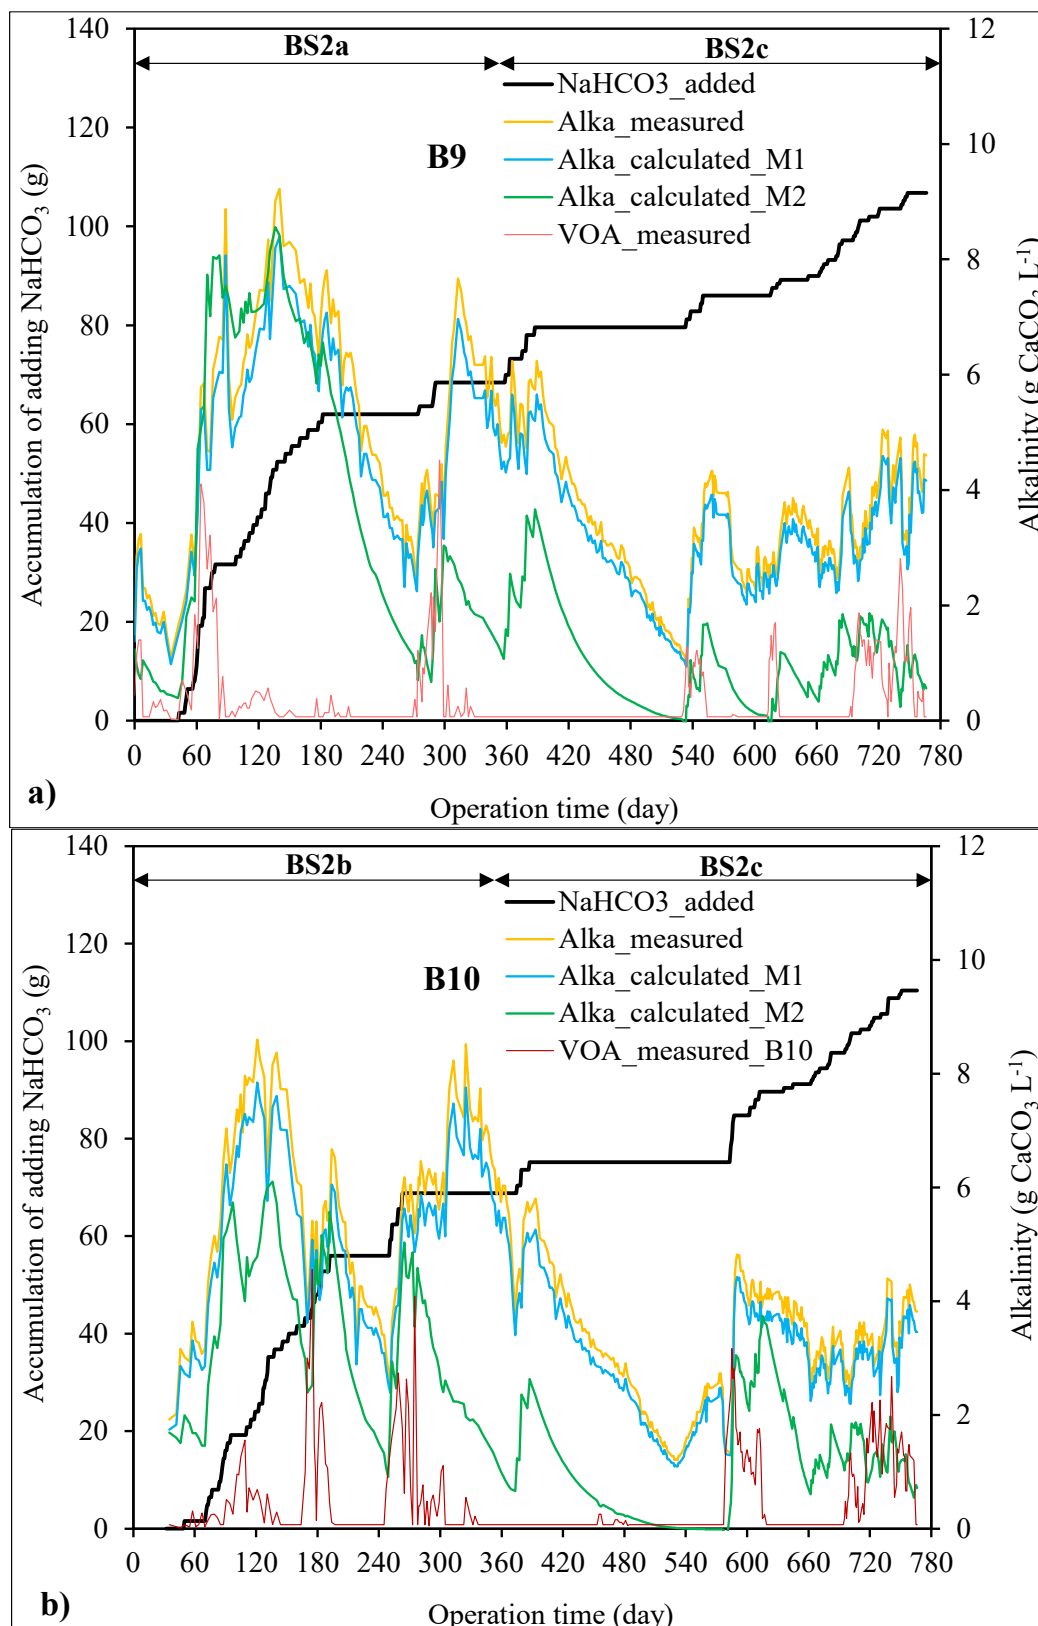 140
12
BS2a
BS2c
NaHCO3_added
Alka_measured
Alka_calculated_M1
Alka_calculated_M2
VOA_measured
B9
120
100
80
60
40
20
0
10
8
6
4
2
0
Accumulation of adding NaHCO3 (g)
Alkalinity (g CaCO3 L-1)
0 60 120 180 240 300 360 420 480 540 600 660 720 780
a)
Operation time (day)
140
12
BS2b
BS2c
NaHCO3_added
Alka_measured
Alka_calculated_M1
Alka_calculated_M2
VOA_measured_B10
B10
120
100
80
60
40
20
0
10
8
6
4
2
0
Accumulation of adding NaHCO3 (g)
Alkalinity (g CaCO3 L-1)
0 60 120 180 240 300 360 420 480 540 600 660 720 780
b)
Operation time (day)